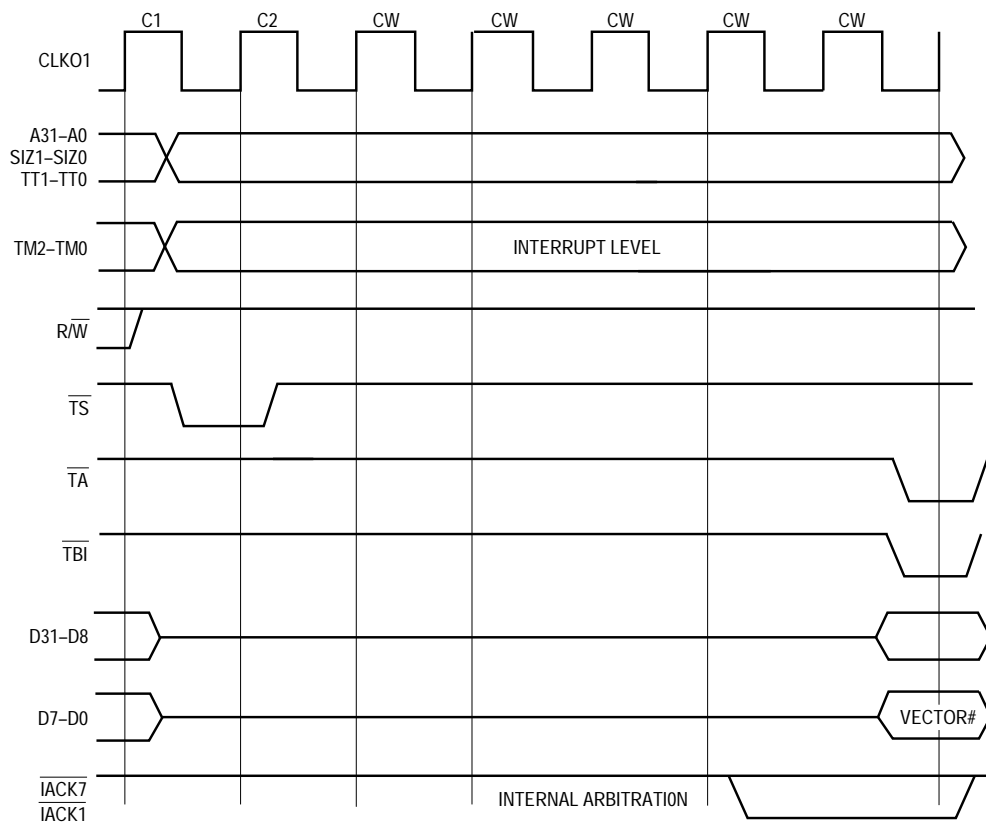 C1 C2 CW CW CW CW CW
CLKO1
A31–A0
SIZ1–SIZ0
TT1–TT0
TM2–TM0 INTERRUPT LEVEL
R/W
TS
TA
TBI
D31–D8
D7–D0 VECTOR#
IACK7
IACK1 INTERNAL ARBITRATION